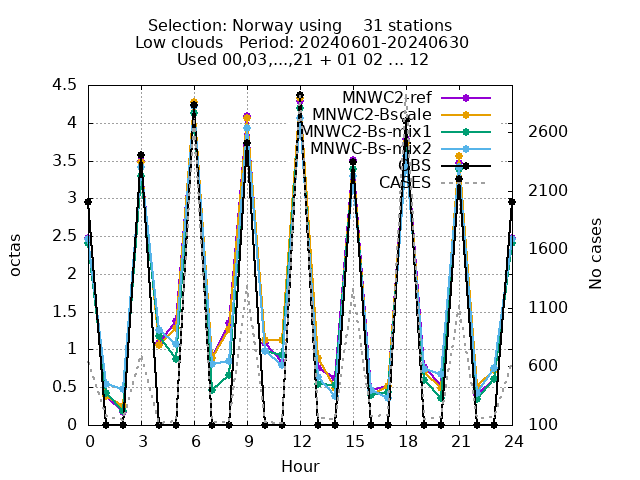 Selection: Norway using 31 stations
Low clouds Period: 20240601-20240630
Used 00,03,...,21 + 01 02 ... 12
MNWC2-ref
MNWC2-Bscale
MNWC2-Bs-mix1
MNWC-Bs-mix2
OBS
CASES
4.5
4
3.5
3
2.5
2
1.5
1
0.5
0
octas
2600
2100
1600
1100
600
100
No cases
0 3 6 9 12 15 18 21 24
Hour